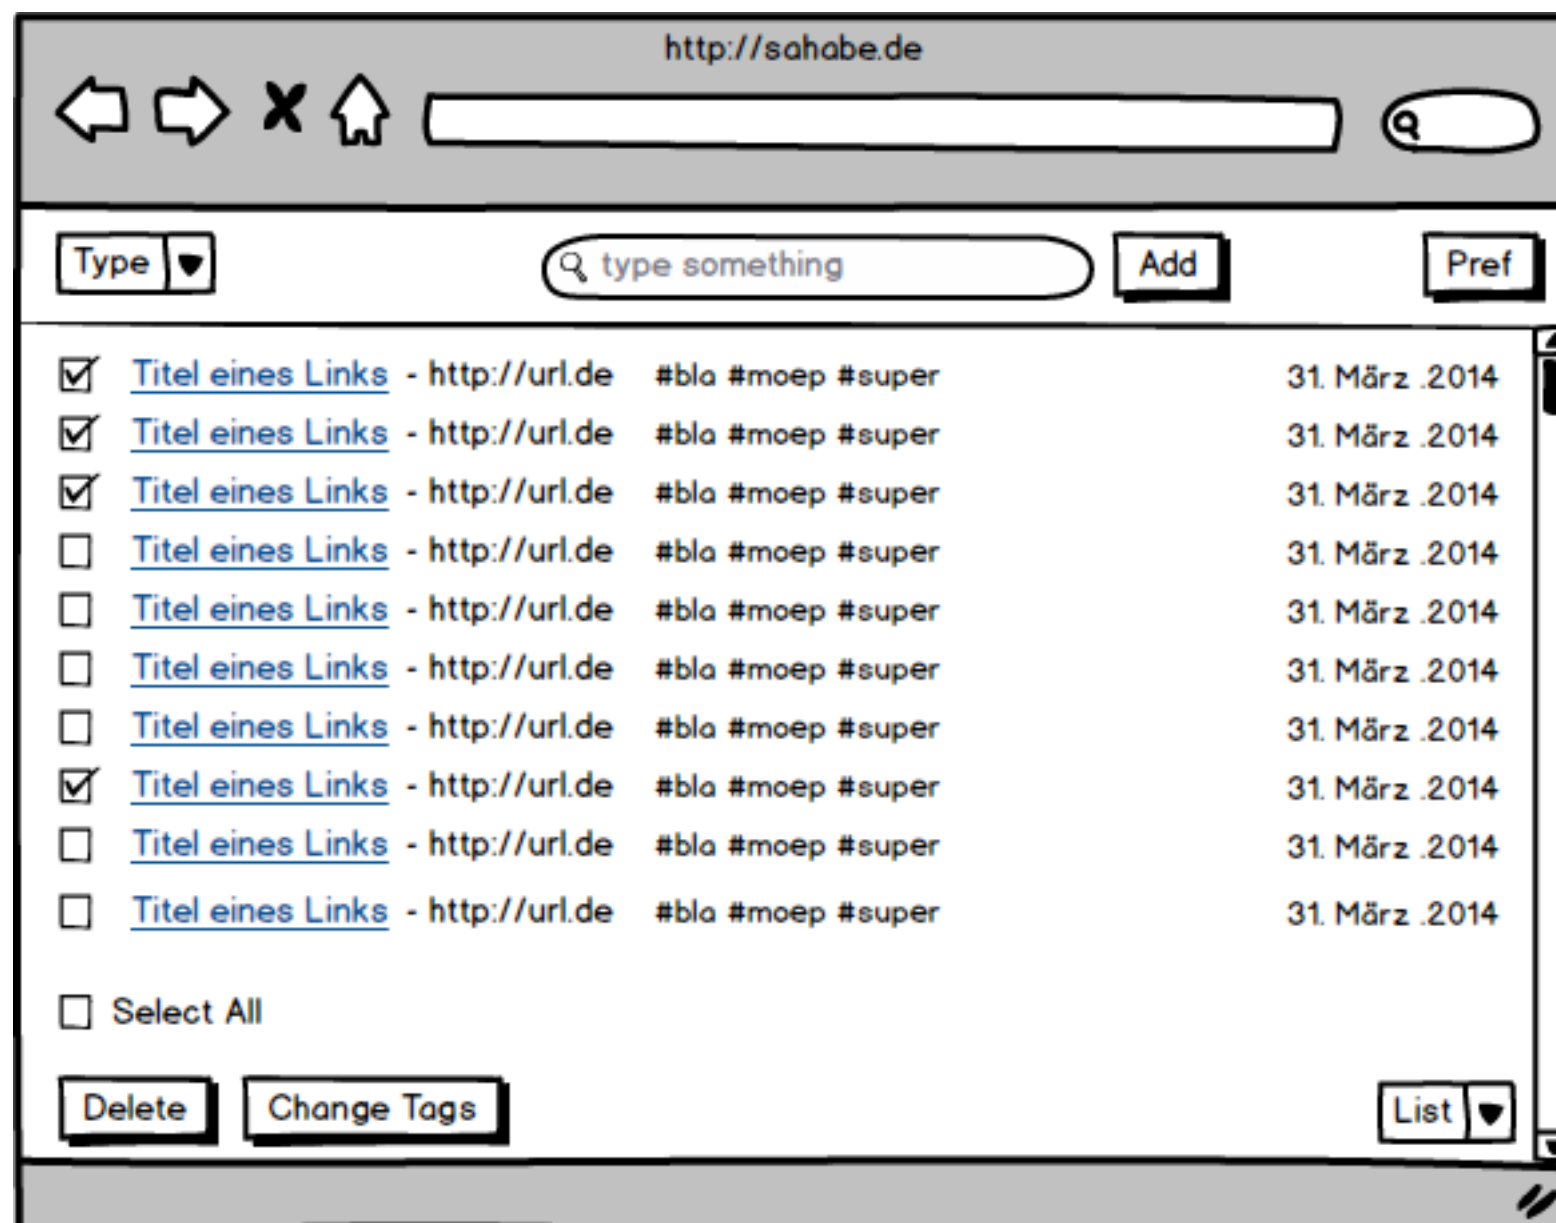 http://sahabe.de
Type type something Add Pref
Titel eines Links - http://url.de #bla #moep #super 31. März .2014
Titel eines Links - http://url.de #bla #moep #super 31. März .2014
Titel eines Links - http://url.de #bla #moep #super 31. März .2014
Titel eines Links - http://url.de #bla #moep #super 31. März .2014
Titel eines Links - http://url.de #bla #moep #super 31. März .2014
Titel eines Links - http://url.de #bla #moep #super 31. März .2014
Titel eines Links - http://url.de #bla #moep #super 31. März .2014
Titel eines Links - http://url.de #bla #moep #super 31. März .2014
Titel eines Links - http://url.de #bla #moep #super 31. März .2014
Titel eines Links - http://url.de #bla #moep #super 31. März .2014
Select All
Delete Change Tags List